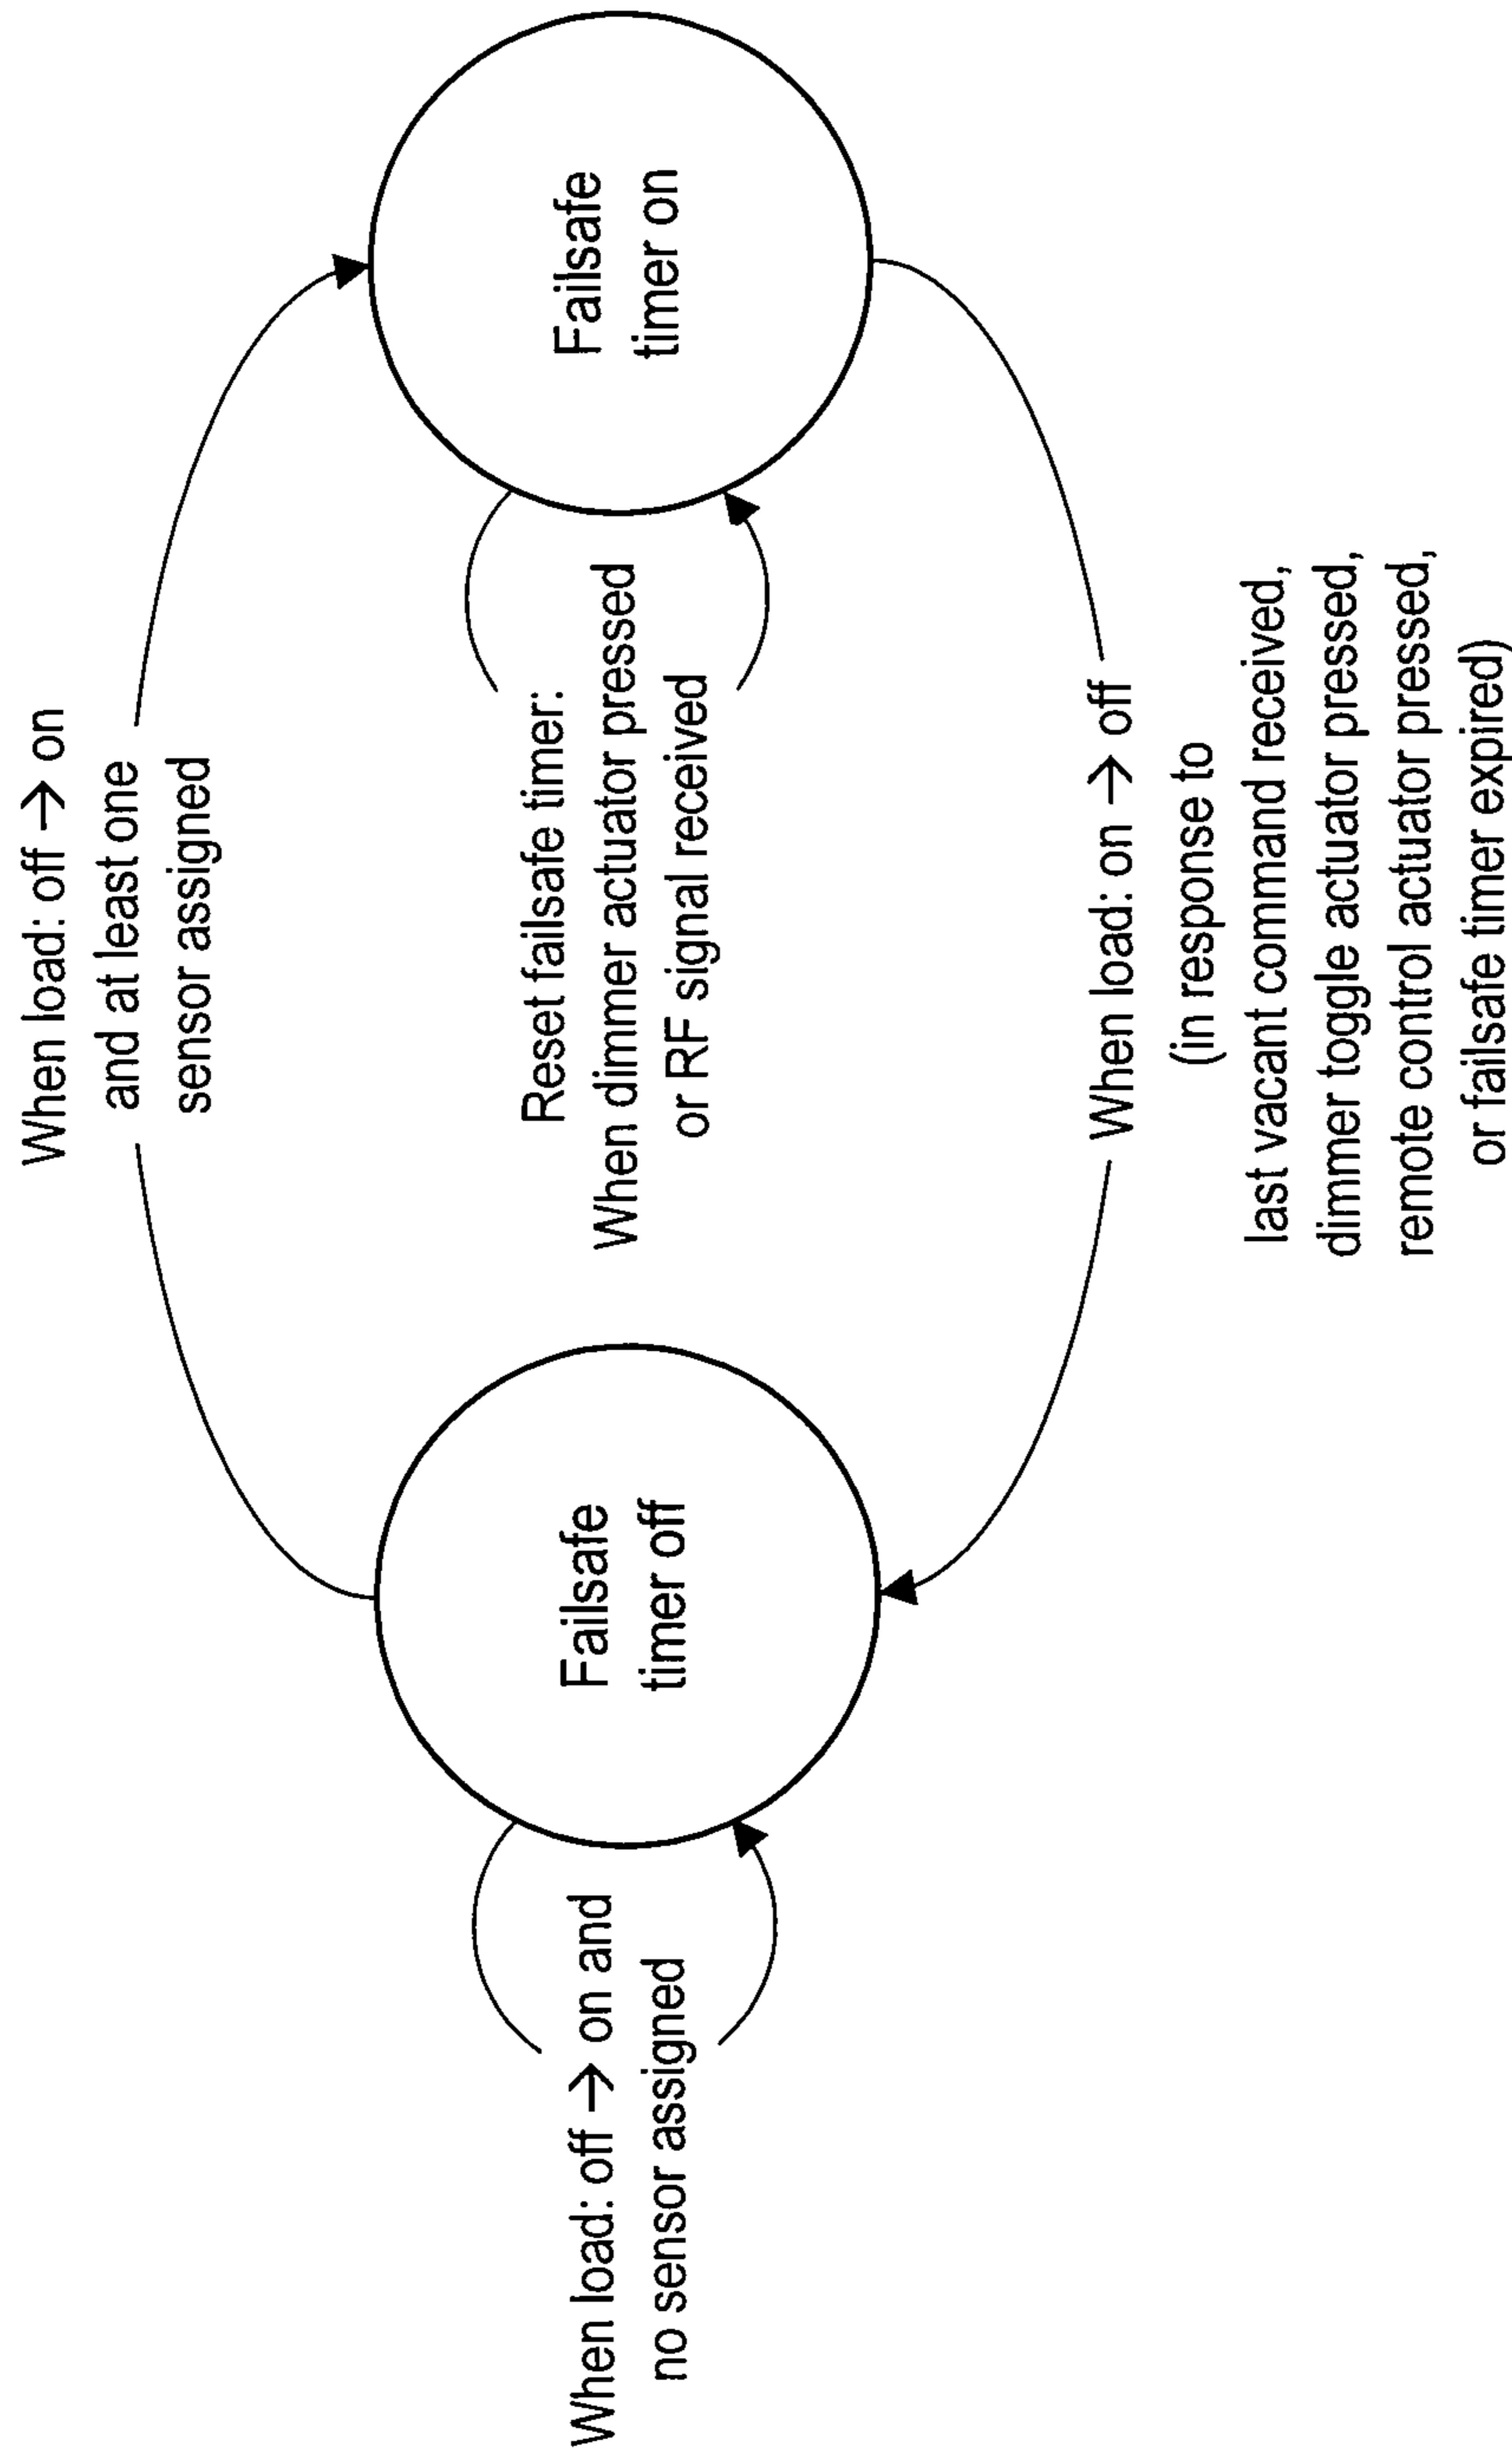 When load: off → on
and at least one
sensor assigned
When load: off → on and
no sensor assigned
Failsafe
timer off
Reset failsafe timer:
When dimmer actuator pressed
or RF signal received
Failsafe
timer on
When load: on → off
(in response to
last vacant command received,
dimmer toggle actuator pressed,
remote control actuator pressed,
or failsafe timer expired)